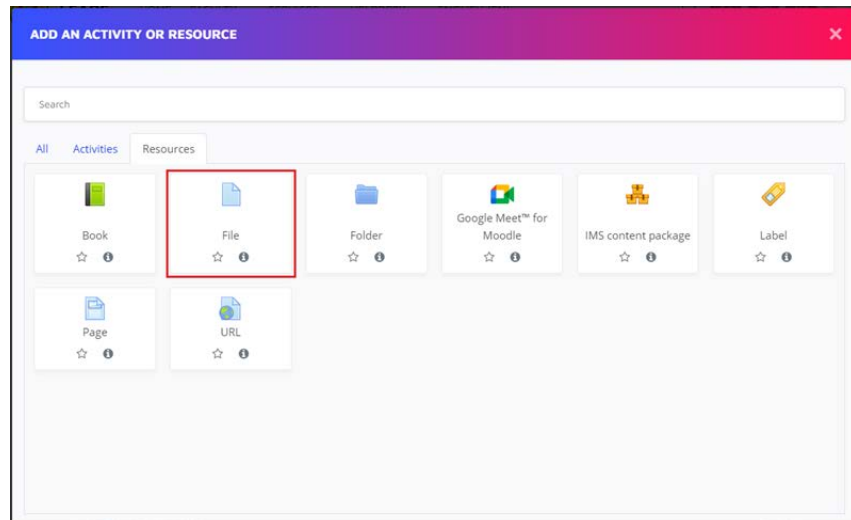 ADD AN ACTIVITY OR RESOURCE
Search
All Activities Resources
Book File Folder Google Meet™ for Moodle IMS content package Label
Page URL